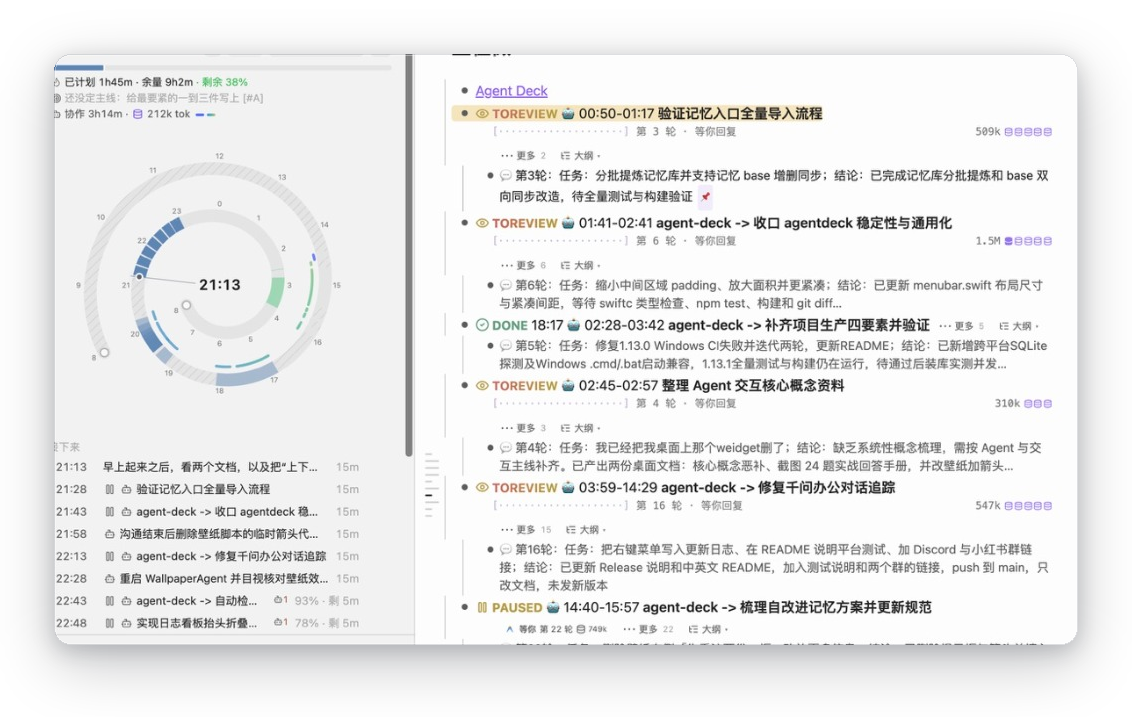 已计划 1h45m · 余量 9h2m · 剩余 38%
还没定主线：给最要紧的一到三件写上 [#A]
协作 3h14m · 212k tok
12
11
13
10
23
0
14
22
1
2
9
21
21:13
3
15
8
4
20
7
5
16
6
8
19
17
18
下来
21:13 早上起来之后，看两个文档，以及把“上下... 15m
21:28 验证记忆入口全量导入流程 15m
21:43 agent-deck -> 收口 agentdeck 稳... 15m
21:58 沟通结束后删除壁纸脚本的临时箭头代... 15m
22:13 agent-deck -> 修复千问办公对话追踪 15m
22:28 重启 WallpaperAgent 并目视核对壁纸效... 15m
22:43 agent-deck -> 自动检... 1 93% · 剩 5m
22:48 实现日志看板抬头折叠... 1 78% · 剩 5m
Agent Deck
TOREVIEW 00:50-01:17 验证记忆入口全量导入流程
[····················] 第 3 轮 · 等你回复 509k
··· 更多 2 大纲
第3轮：任务：分批提炼记忆库并支持记忆 base 增删同步；结论：已完成记忆库分批提炼和 base 双
向同步改造，待全量测试与构建验证
TOREVIEW 01:41-02:41 agent-deck -> 收口 agentdeck 稳定性与通用化
[····················] 第 6 轮 · 等你回复 1.5M
··· 更多 6 大纲
第6轮：任务：缩小中间区域 padding、放大面积并更紧凑；结论：已更新 menubar.swift 布局尺寸
与紧凑间距，等待 swiftc 类型检查、npm test、构建和 git diff...
DONE 18:17 02:28-03:42 agent-deck -> 补齐项目生产四要素并验证 ··· 更多 5 大纲
第5轮：任务：修复1.13.0 Windows CI失败并迭代两轮，更新README；结论：已新增跨平台SQLite
探测及Windows .cmd/.bat启动兼容，1.13.1全量测试与构建仍在运行，待通过后装库实测并发...
TOREVIEW 02:45-02:57 整理 Agent 交互核心概念资料
[····················] 第 4 轮 · 等你回复 310k
··· 更多 3 大纲
第4轮：任务：我已经把我桌面上那个weidget删了；结论：缺乏系统性概念梳理，需按 Agent 与交
互主线补齐。已产出两份桌面文档：核心概念恶补、截图 24 题实战回答手册，并改壁纸加箭头...
TOREVIEW 03:59-14:29 agent-deck -> 修复千问办公对话追踪
[····················] 第 16 轮 · 等你回复 547k
··· 更多 15 大纲
第16轮：任务：把右键菜单写入更新日志、在 README 说明平台测试、加 Discord 与小红书群链
接；结论：已更新 Release 说明和中英文 README，加入测试说明和两个群的链接，push 到 main，只
改文档，未发新版本
PAUSED 14:40-15:57 agent-deck -> 梳理自改进记忆方案并更新规范
等你 第 22 轮 749k ··· 更多 22 大纲